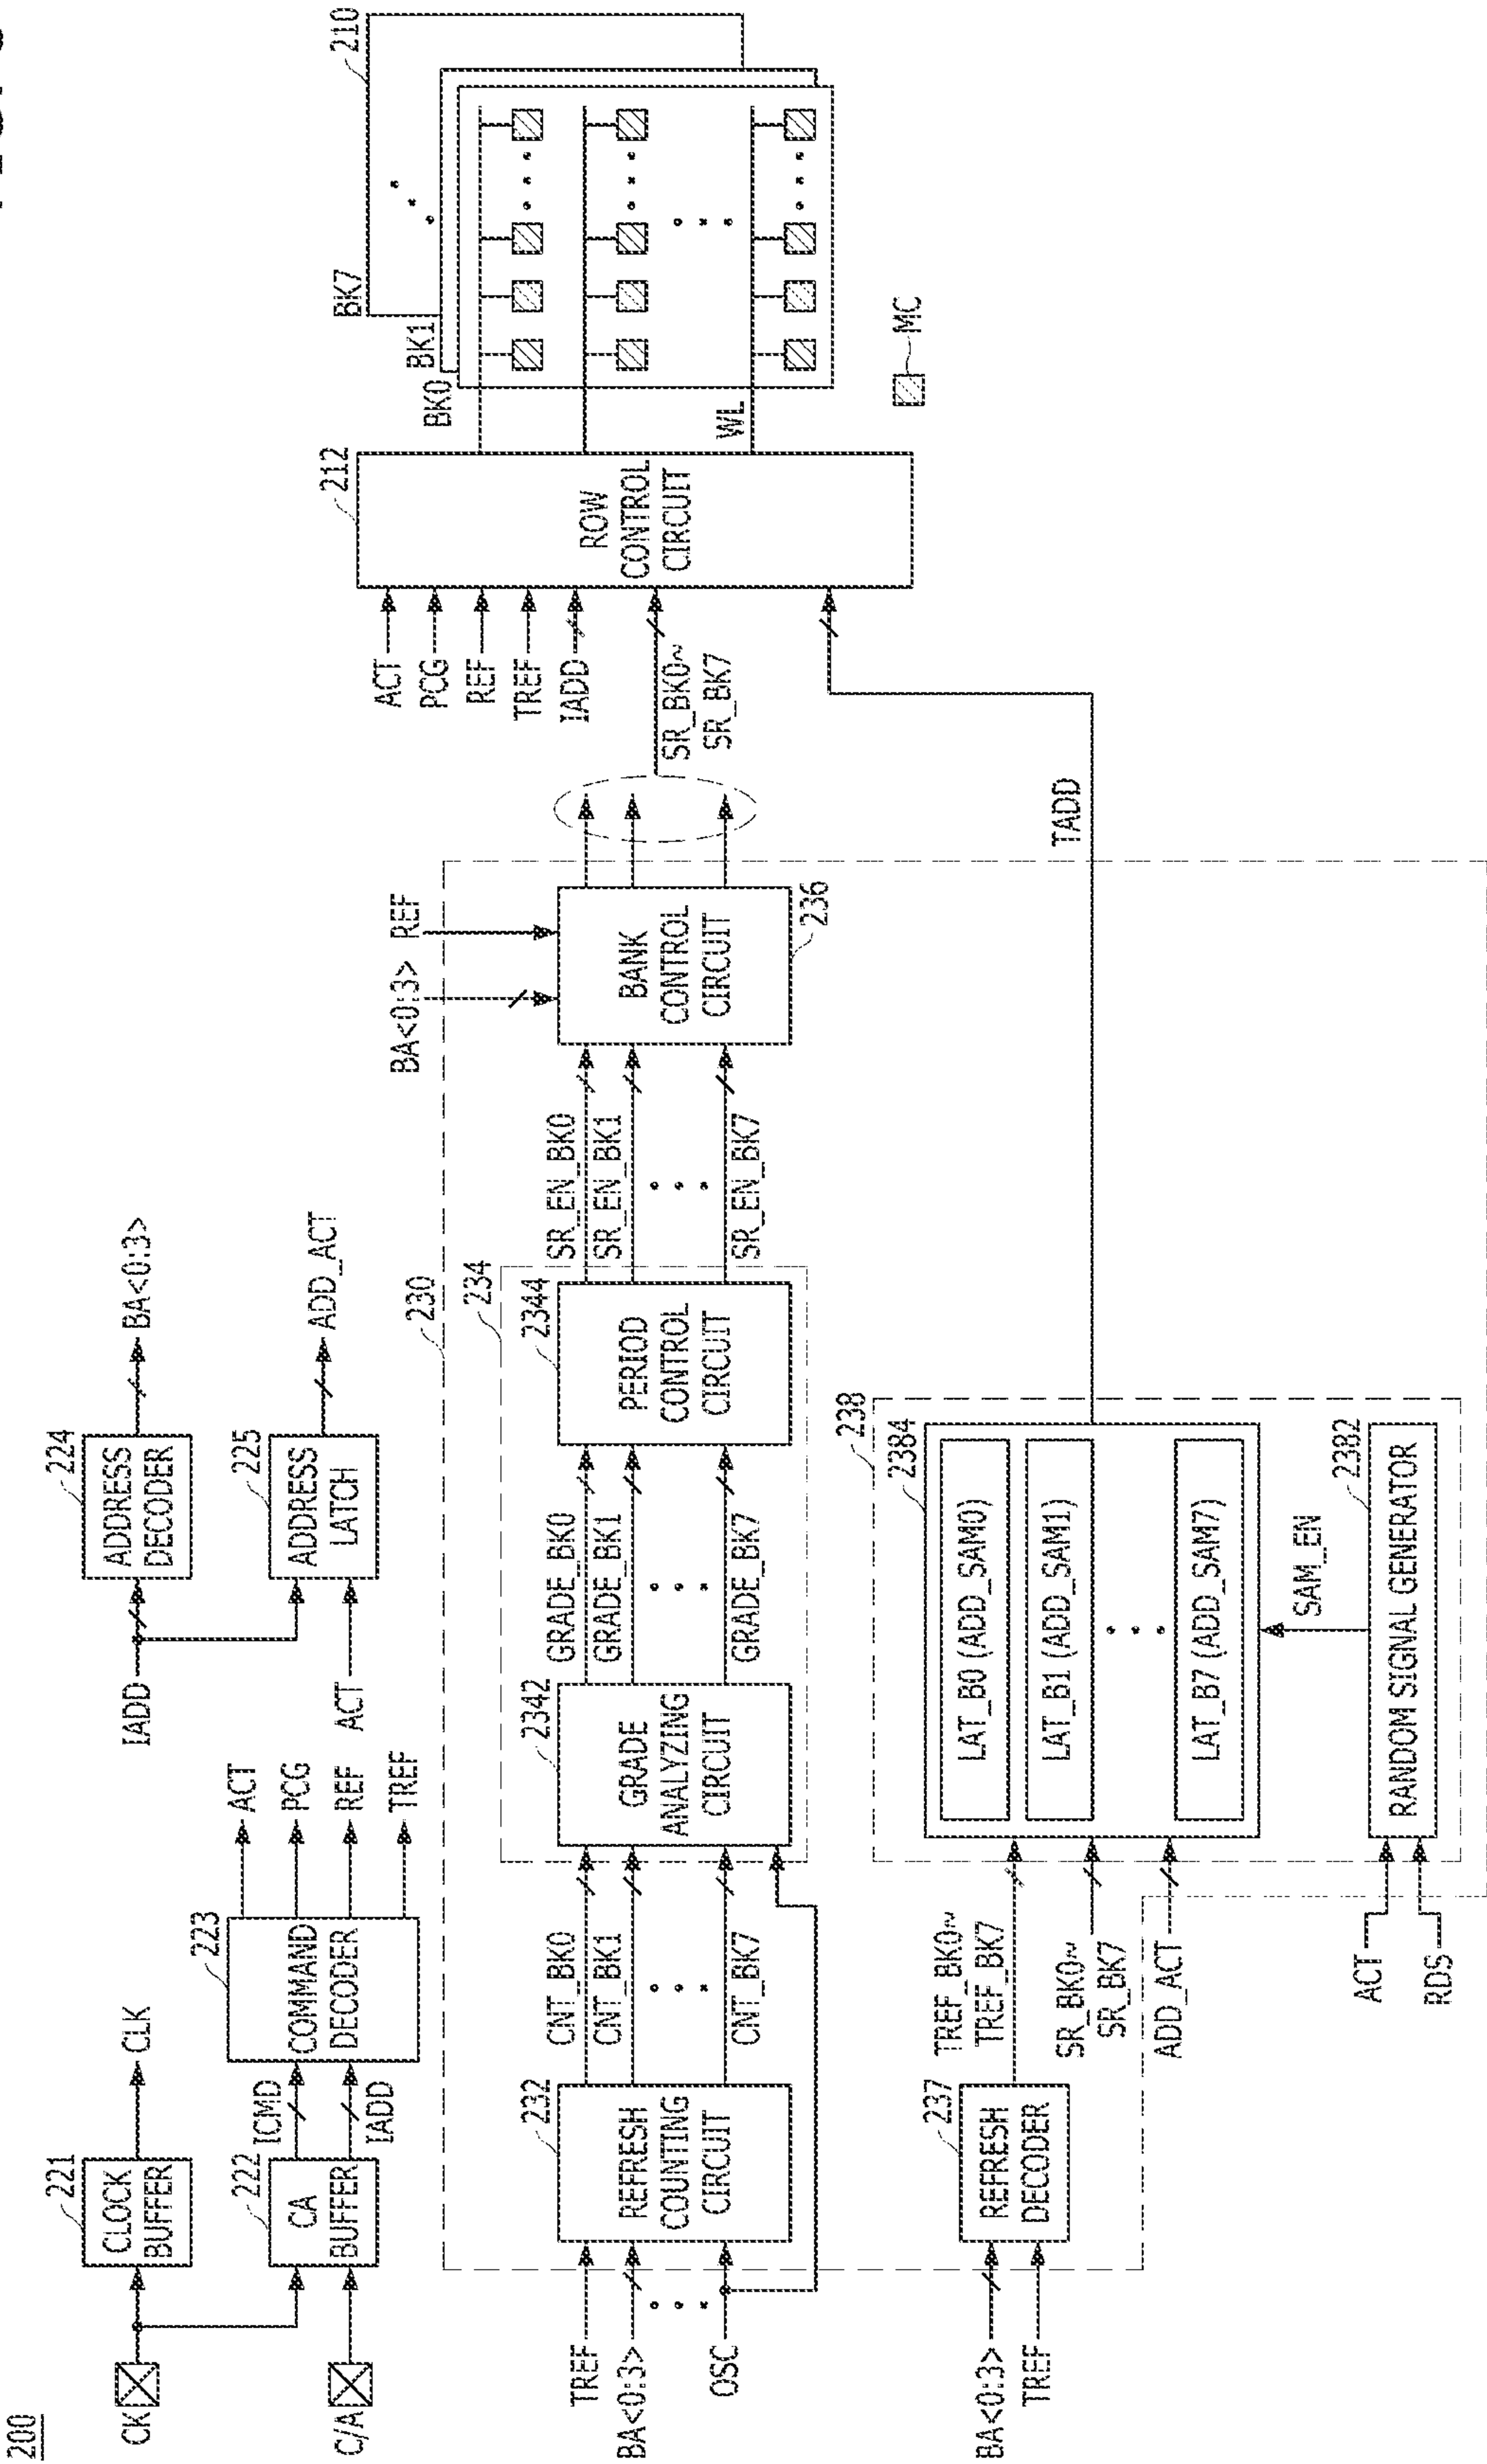 200
CK
C/A
221
CLOCK
BUFFER
CLK
222
CA
BUFFER
ICMD
IADD
223
COMMAND
DECODER
ACT
PCG
REF
TREF
IADD
ACT
224
ADDRESS
DECODER
BA<0:3>
225
ADDRESS
LATCH
ADD_ACT
230
TREF
BA<0:3>
OSC
232
REFRESH
COUNTING
CIRCUIT
CNT_BK0
CNT_BK1
CNT_BK7
234
2342
GRADE
ANALYZING
CIRCUIT
GRADE_BK0
GRADE_BK1
GRADE_BK7
2344
PERIOD
CONTROL
CIRCUIT
SR_EN_BK0
SR_EN_BK1
SR_EN_BK7
BA<0:3>
REF
BANK
CONTROL
CIRCUIT
236
SR_BK0~
SR_BK7
ACT
PCG
REF
TREF
IADD
212
ROW
CONTROL
CIRCUIT
WL
BK0
BK1
BK7
210
MC
BA<0:3>
TREF
237
REFRESH
DECODER
TREF_BK0~
TREF_BK7
SR_BK0~
SR_BK7
ADD_ACT
238
2384
LAT_B0 (ADD_SAM0)
LAT_B1 (ADD_SAM1)
LAT_B7 (ADD_SAM7)
TADD
SAM_EN
ACT
RDS
2382
RANDOM SIGNAL GENERATOR